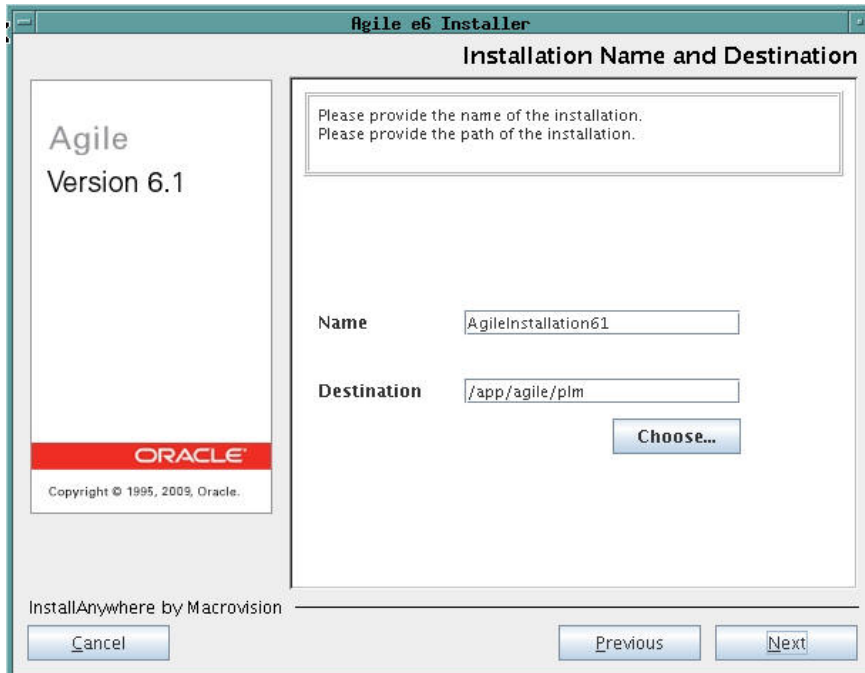 Agile e6 Installer
Installation Name and Destination
Agile
Version 6.1
ORACLE
Copyright © 1995, 2009, Oracle.
Please provide the name of the installation.
Please provide the path of the installation.
Name AgileInstallation61
Destination /app/agile/plm
Choose...
InstallAnywhere by Macrovision
Cancel Previous Next